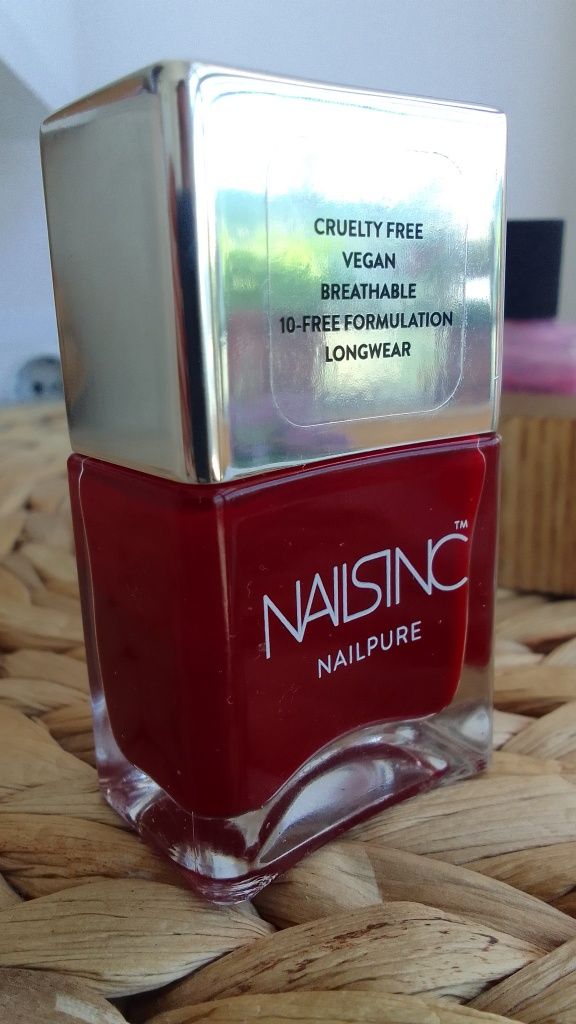 CRUELTY FREE
VEGAN
BREATHABLE
10-FREE FORMULATION
LONGWEAR
NAILSINC™
NAILPURE